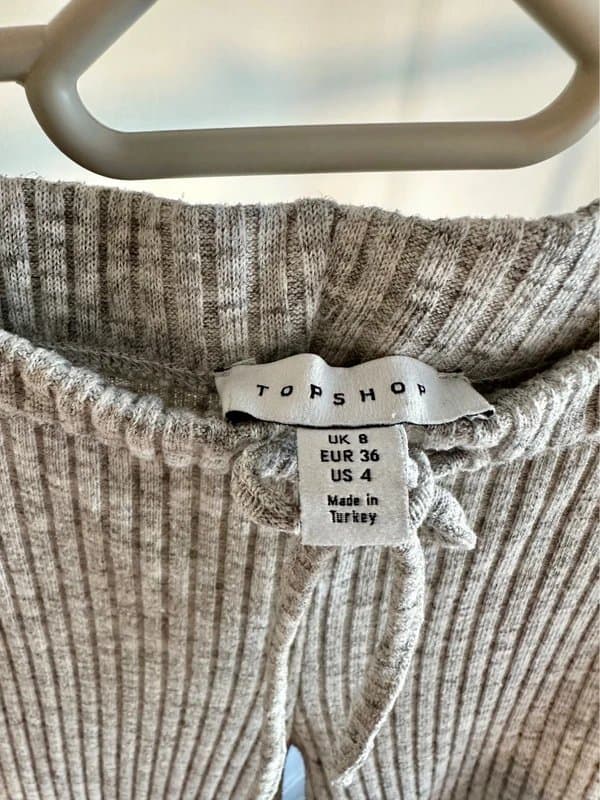 TOPSHOP
UK 8
EUR 36
US 4
Made in
Turkey